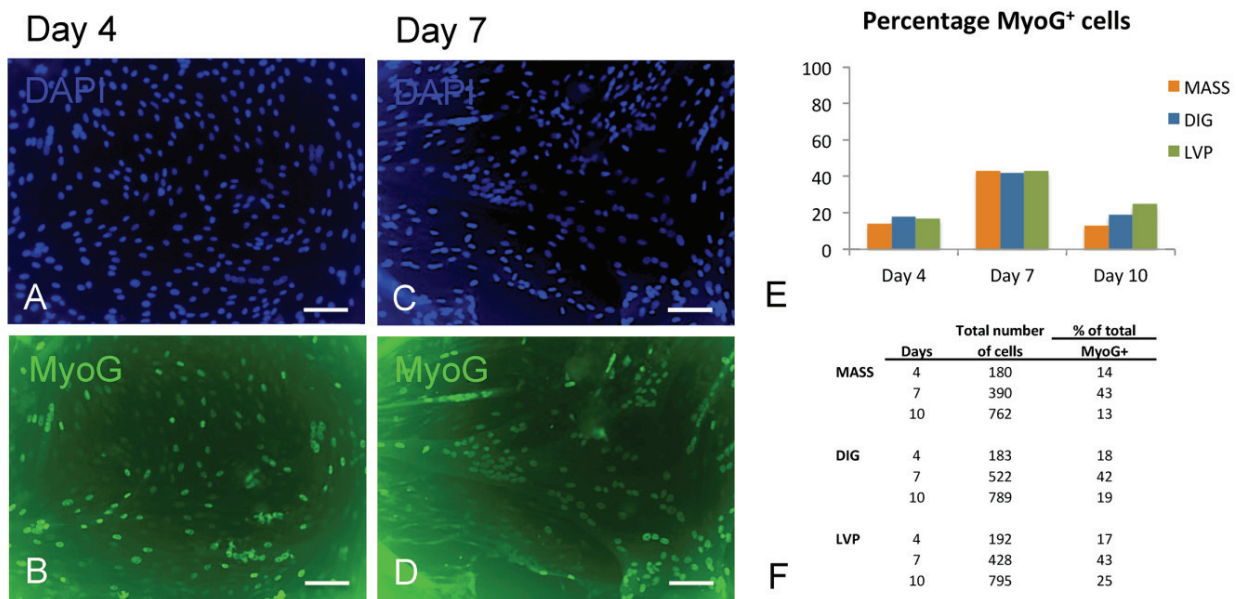 Day 4
Day 7
DAPI
A
DAPI
C
MyoG
B
MyoG
D
Percentage MyoG⁺ cells
100
80
60
40
20
0
Day 4
Day 7
Day 10
MASS
DIG
LVP
E
Total number % of total
Days of cells MyoG+
MASS 4 180 14
7 390 43
10 762 13
DIG 4 183 18
7 522 42
10 789 19
LVP 4 192 17
7 428 43
10 795 25
F